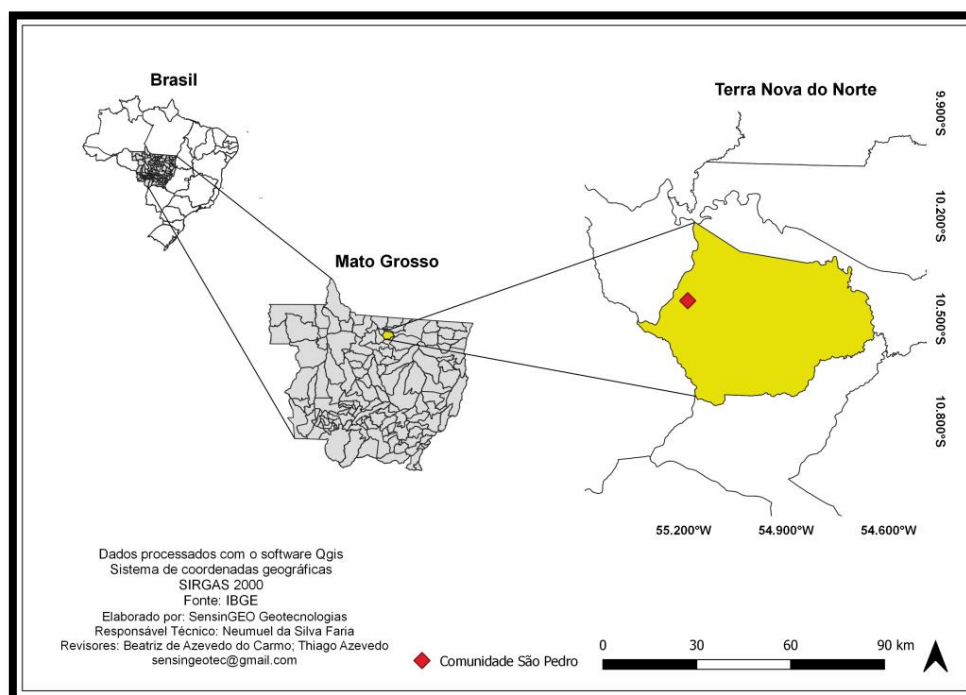 Brasil
Terra Nova do Norte
9.900°S
10.200°S
Mato Grosso
10.500°S
10.800°S
55.200°W 54.900°W 54.600°W
Dados processados com o software Qgis
Sistema de coordenadas geográficas
SIRGAS 2000
Fonte: IBGE
Elaborado por: SensinGEO Geotecnologias
Responsável Técnico: Neumuel da Silva Faria
Revisores: Beatriz de Azevedo do Carmo; Thiago Azevedo
sensingeotec@gmail.com
Comunidade São Pedro
0 30 60 90 km